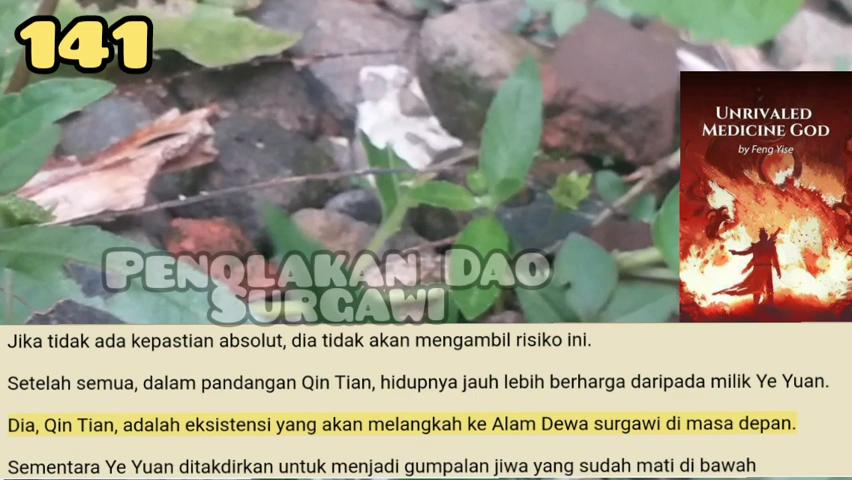 141
UNRIVALED
MEDICINE GOD
by Feng Yise
PENOLAKAN DAO
SURGAWI
Jika tidak ada kepastian absolut, dia tidak akan mengambil risiko ini.
Setelah semua, dalam pandangan Qin Tian, hidupnya jauh lebih berharga daripada milik Ye Yuan.
Dia, Qin Tian, adalah eksistensi yang akan melangkah ke Alam Dewa surgawi di masa depan.
Sementara Ye Yuan ditakdirkan untuk menjadi gumpalan jiwa yang sudah mati di bawah